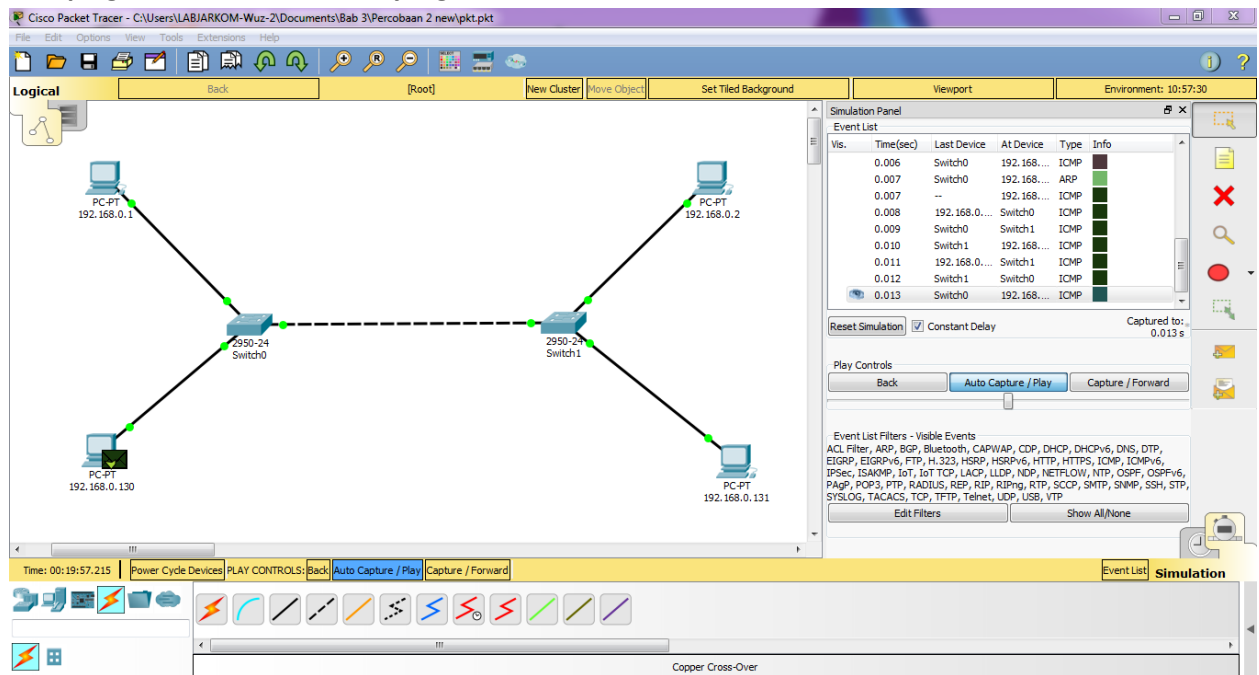 Cisco Packet Tracer - C:\Users\LABJARKOM-Wuz-2\Documents\Bab 3\Percobaan 2 new\pkt.pkt
File Edit Options View Tools Extensions Help
Logical Back [Root] New Cluster Move Object Set Tiled Background Viewport Environment: 10:57:30
PC-PT
192.168.0.1
PC-PT
192.168.0.2
2950-24
Switch0
2950-24
Switch1
PC-PT
192.168.0.130
PC-PT
192.168.0.131
Simulation Panel
Event List
Vis. Time(sec) Last Device At Device Type Info
0.006 Switch0 192.168.... ICMP
0.007 Switch0 192.168.... ARP
0.007 -- 192.168.... ICMP
0.008 192.168.0.... Switch0 ICMP
0.009 Switch0 Switch1 ICMP
0.010 Switch1 192.168.... ICMP
0.011 192.168.0.... Switch1 ICMP
0.012 Switch1 Switch0 ICMP
0.013 Switch0 192.168.... ICMP
Reset Simulation Constant Delay Captured to:
0.013 s
Play Controls
Back Auto Capture / Play Capture / Forward
Event List Filters - Visible Events
ACL Filter, ARP, BGP, Bluetooth, CAPWAP, CDP, DHCP, DHCPv6, DNS, DTP,
EIGRP, EIGRPv6, FTP, H.323, HSRP, HSRPv6, HTTP, HTTPS, ICMP, ICMPv6,
IPSec, ISAKMP, IoT, IoT TCP, LACP, LLDP, NDP, NETFLOW, NTP, OSPF, OSPFv6,
PAgP, POP3, PTP, RADIUS, REP, RIP, RIPng, RTP, SCCP, SMTP, SNMP, SSH, STP,
SYSLOG, TACACS, TCP, TFTP, Telnet, UDP, USB, VTP
Edit Filters Show All/None
Time: 00:19:57.215 Power Cycle Devices PLAY CONTROLS: Back Auto Capture / Play Capture / Forward Event List Simulation
Copper Cross-Over